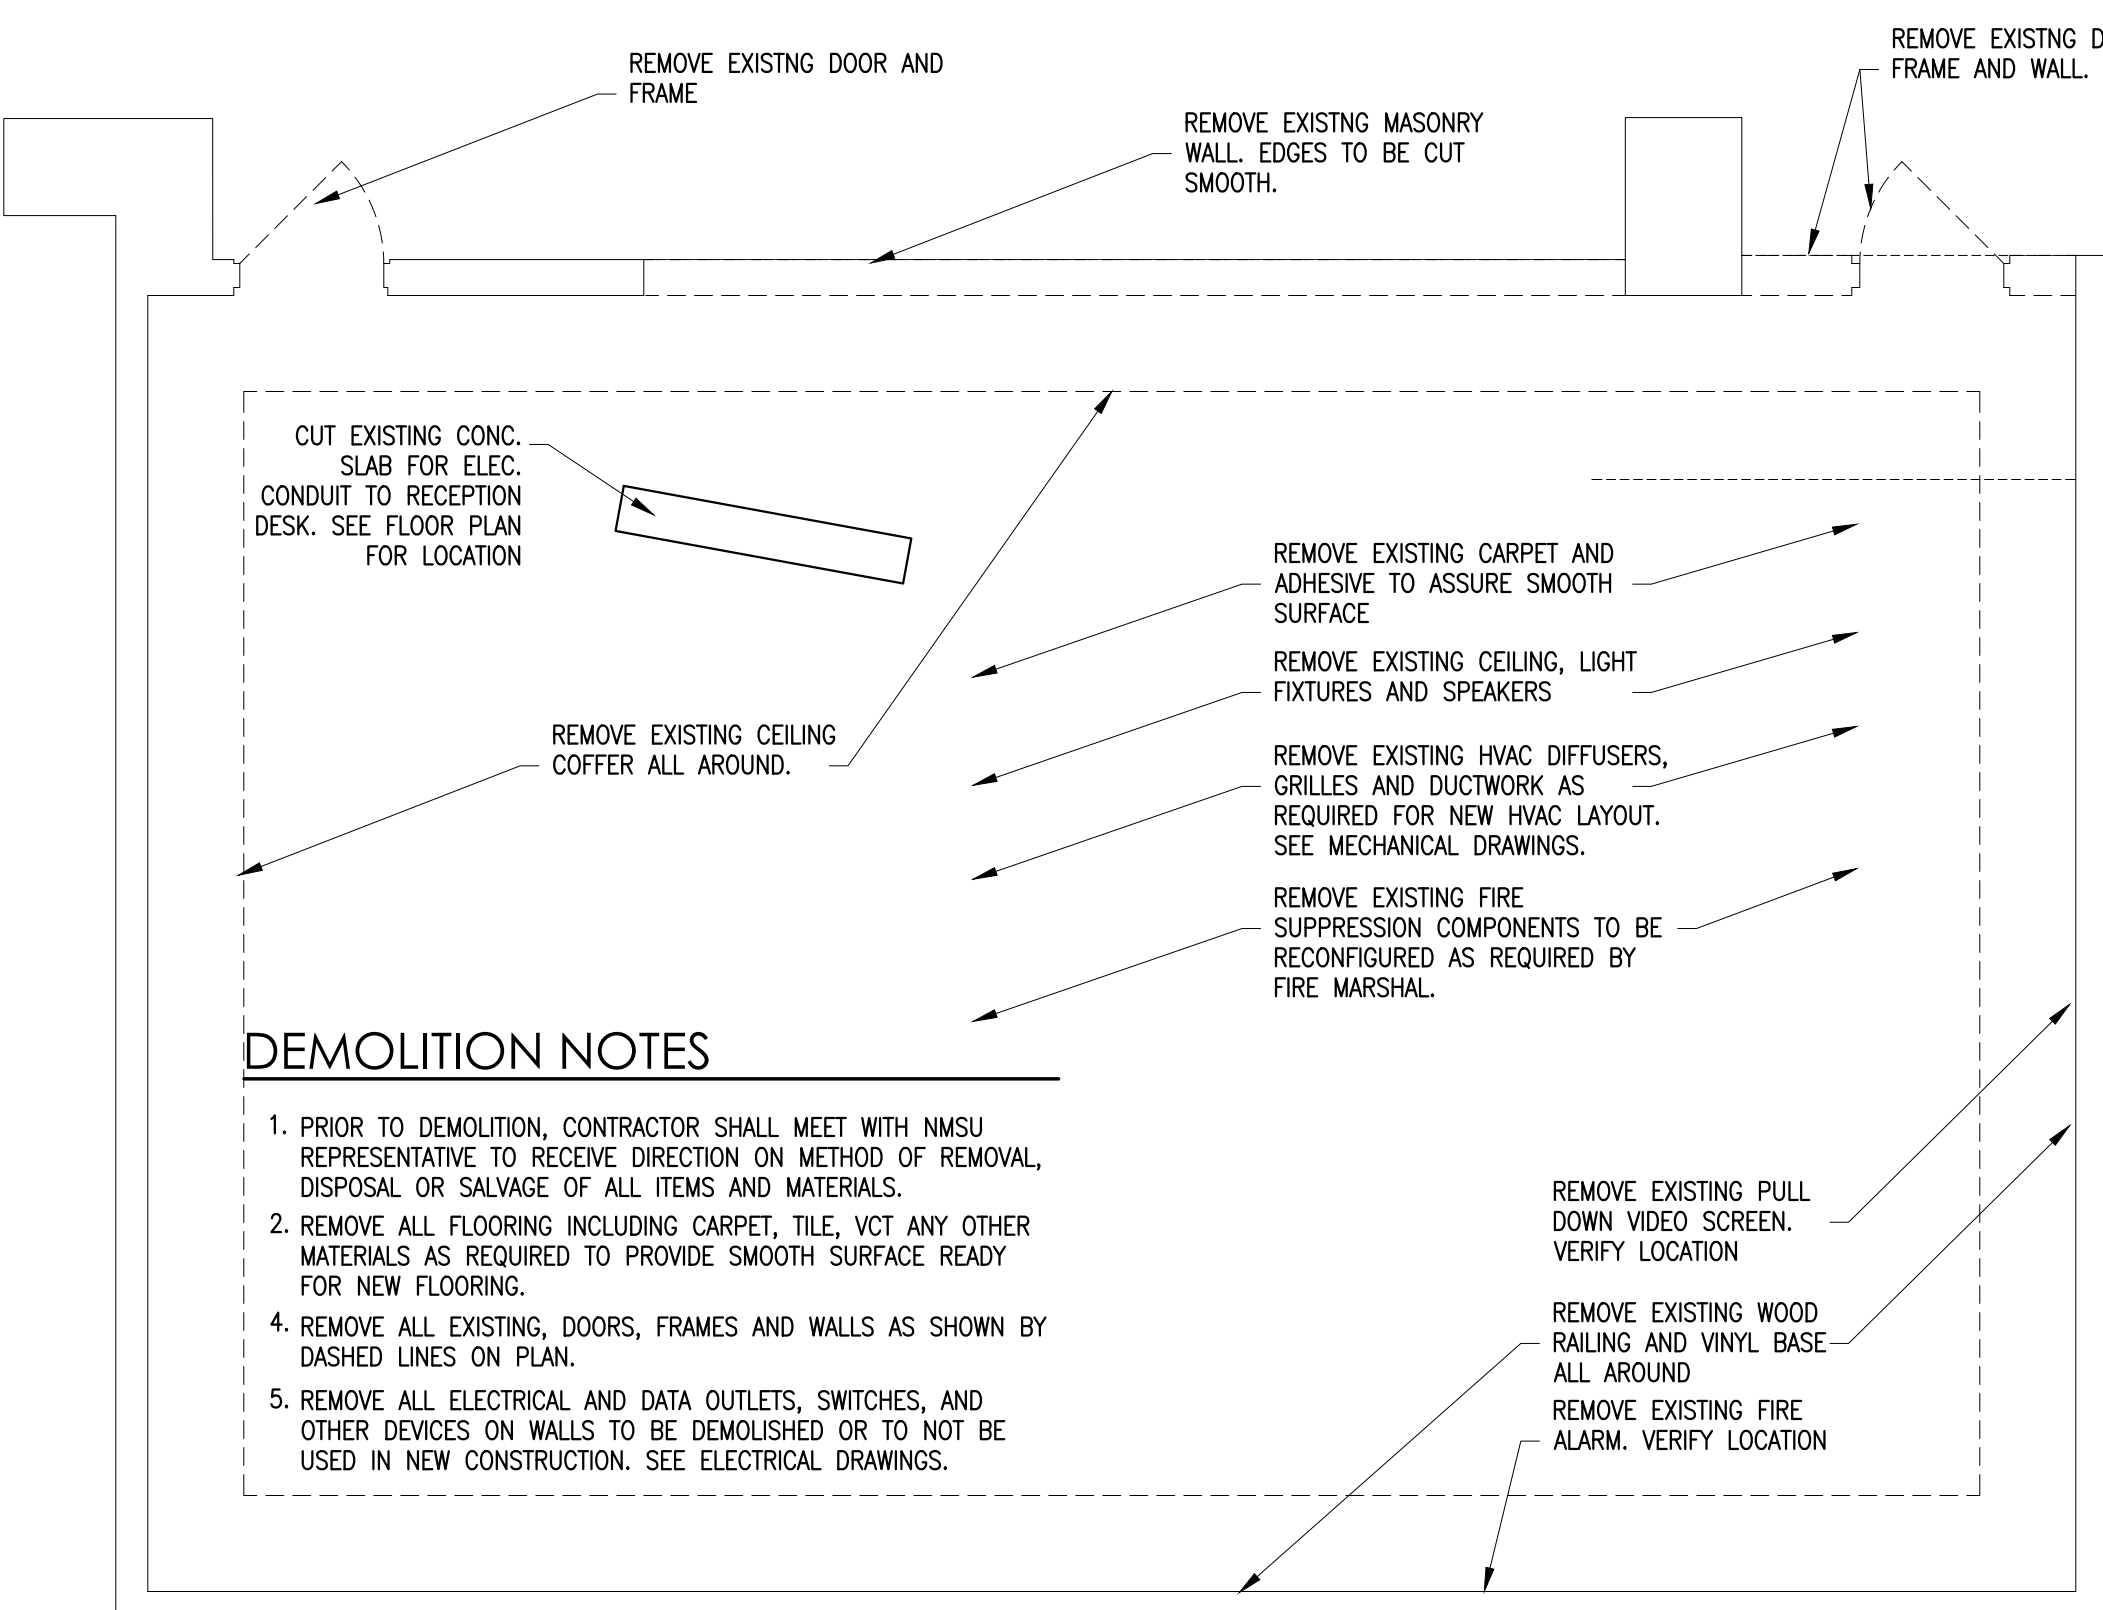 REMOVE EXISTNG DOOR AND
FRAME
REMOVE EXISTNG
FRAME AND WALL.
REMOVE EXISTNG MASONRY
WALL. EDGES TO BE CUT
SMOOTH.
CUT EXISTING CONC.
SLAB FOR ELEC.
CONDUIT TO RECEPTION
DESK. SEE FLOOR PLAN
FOR LOCATION
REMOVE EXISTING CARPET AND
ADHESIVE TO ASSURE SMOOTH
SURFACE
REMOVE EXISTING CEILING, LIGHT
FIXTURES AND SPEAKERS
REMOVE EXISTING CEILING
COFFER ALL AROUND.
REMOVE EXISTING HVAC DIFFUSERS,
GRILLES AND DUCTWORK AS
REQUIRED FOR NEW HVAC LAYOUT.
SEE MECHANICAL DRAWINGS.
REMOVE EXISTING FIRE
SUPPRESSION COMPONENTS TO BE
RECONFIGURED AS REQUIRED BY
FIRE MARSHAL.
DEMOLITION NOTES
1. PRIOR TO DEMOLITION, CONTRACTOR SHALL MEET WITH NMSU
REPRESENTATIVE TO RECEIVE DIRECTION ON METHOD OF REMOVAL,
DISPOSAL OR SALVAGE OF ALL ITEMS AND MATERIALS.
2. REMOVE ALL FLOORING INCLUDING CARPET, TILE, VCT ANY OTHER
MATERIALS AS REQUIRED TO PROVIDE SMOOTH SURFACE READY
FOR NEW FLOORING.
4. REMOVE ALL EXISTING, DOORS, FRAMES AND WALLS AS SHOWN BY
DASHED LINES ON PLAN.
5. REMOVE ALL ELECTRICAL AND DATA OUTLETS, SWITCHES, AND
OTHER DEVICES ON WALLS TO BE DEMOLISHED OR TO NOT BE
USED IN NEW CONSTRUCTION. SEE ELECTRICAL DRAWINGS.
REMOVE EXISTING PULL
DOWN VIDEO SCREEN.
VERIFY LOCATION
REMOVE EXISTING WOOD
RAILING AND VINYL BASE
ALL AROUND
REMOVE EXISTING FIRE
ALARM. VERIFY LOCATION